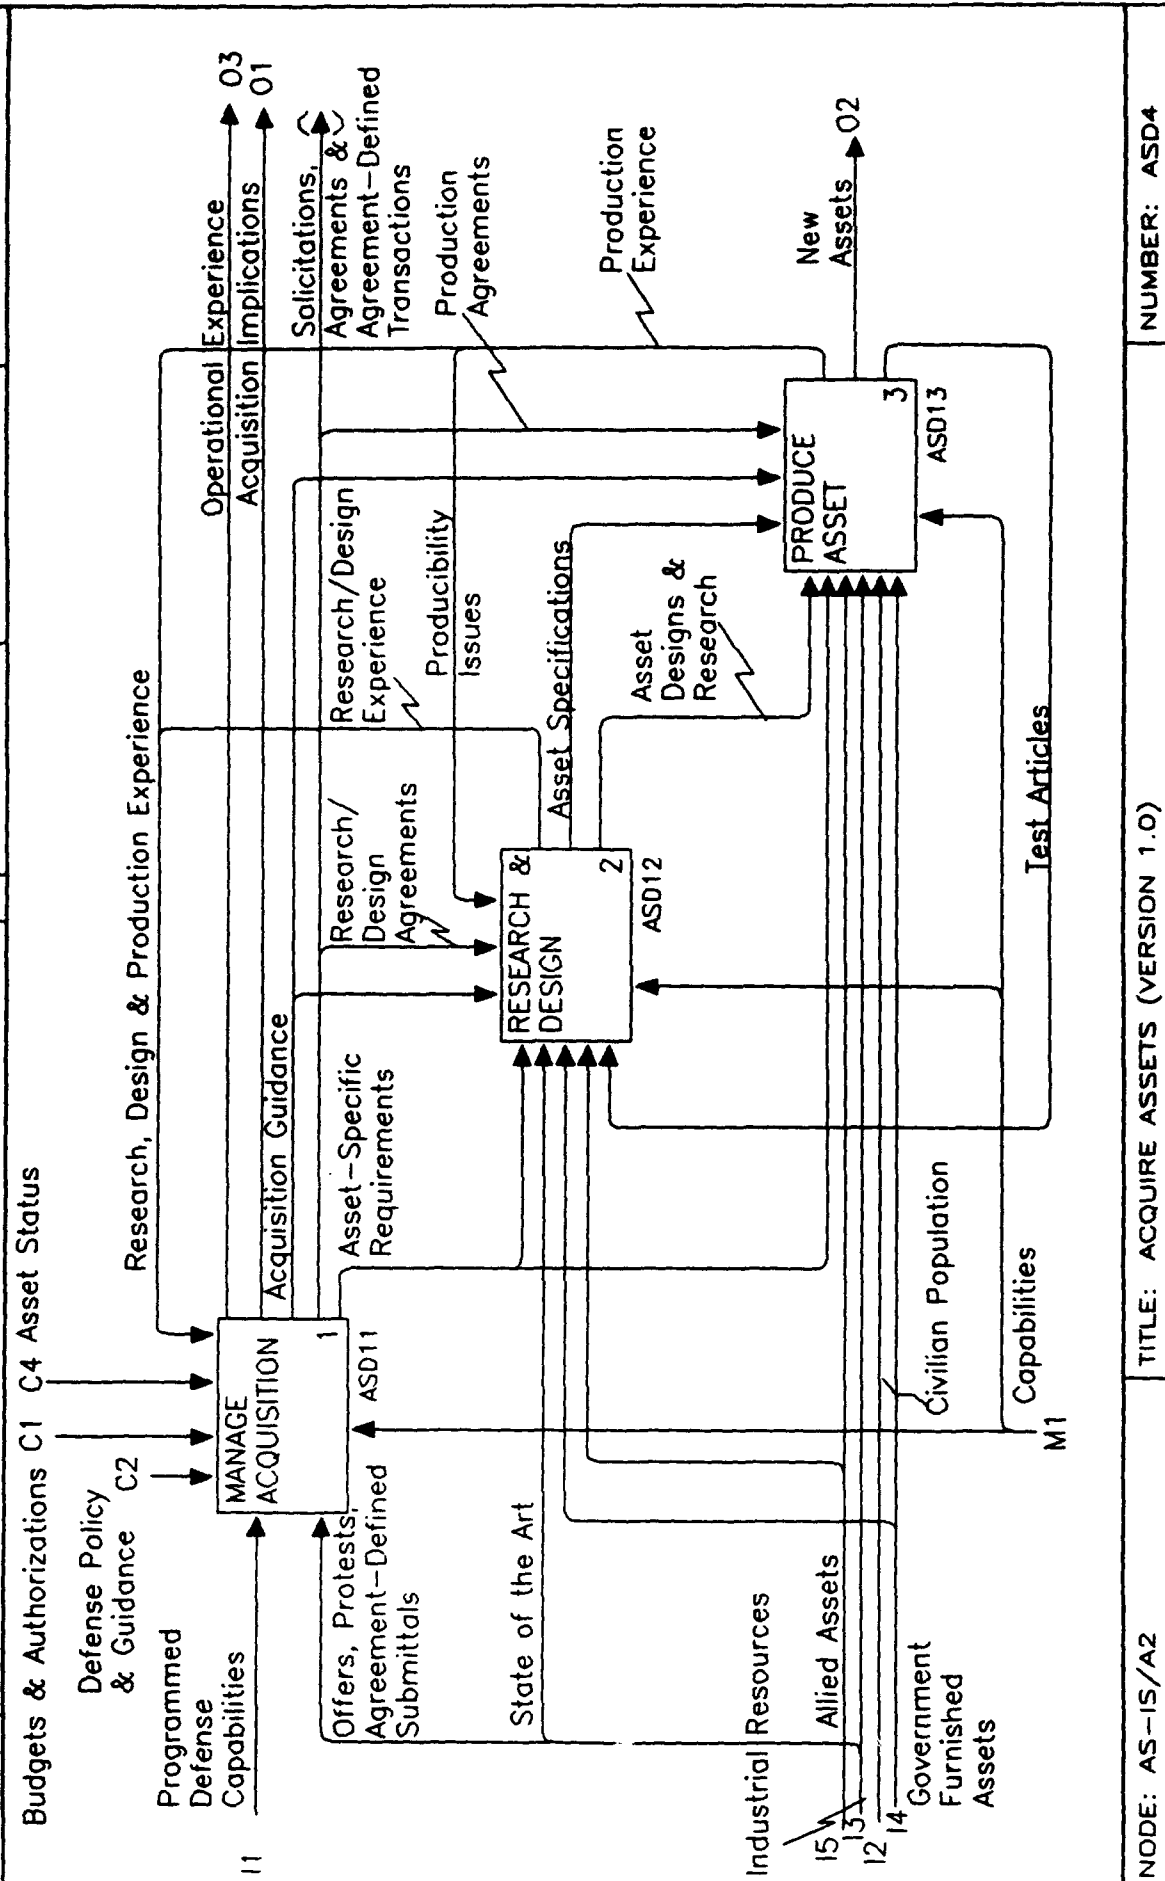 Budgets & Authorizations C1
C4 Asset Status
Defense Policy
& Guidance C2
Programmed
Defense
Capabilities
I1
Research, Design & Production Experience
Operational Experience
O3
Acquisition Implications
O1
Acquisition Guidance
Solicitations,
Agreements &
Agreement-Defined
Transactions
MANAGE
ACQUISITION
1
ASD11
Asset-Specific
Requirements
Research/
Design
Agreements
Research/Design
Experience
Producibility
Issues
Production
Agreements
Production
Experience
Offers, Protests,
Agreement-Defined
Submittals
State of the Art
RESEARCH &
DESIGN
2
ASD12
Asset Specifications
Asset
Designs &
Research
New
Assets
O2
PRODUCE
ASSET
3
ASD13
Industrial Resources
Allied Assets
I5
I3
I2
I4
Government
Furnished
Assets
Civilian Population
Capabilities
M1
Test Articles
NODE: AS-IS/A2
TITLE: ACQUIRE ASSETS (VERSION 1.0)
NUMBER: ASD4